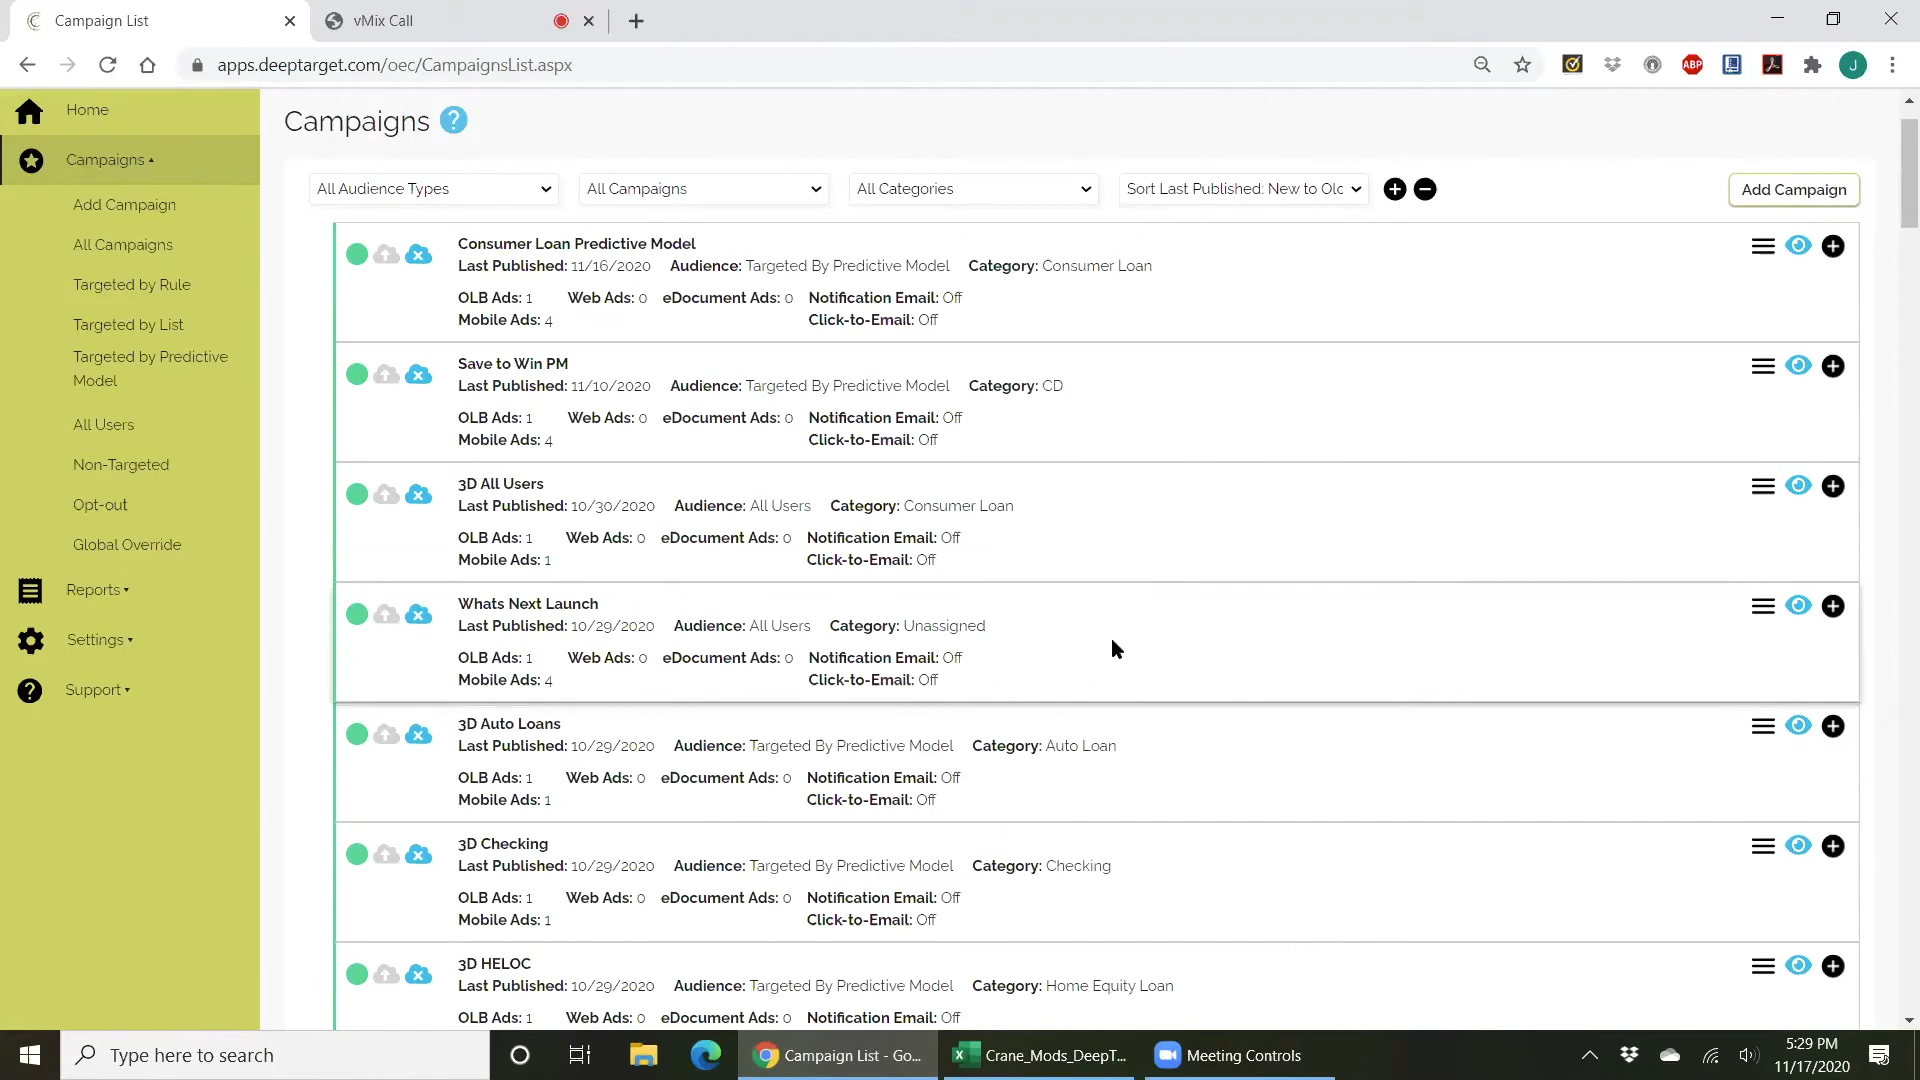 Campaign List
vMix Call
apps.deeptarget.com/oec/CampaignsList.aspx
ABP
J
Home
Campaigns
Add Campaign
All Campaigns
Targeted by Rule
Targeted by List
Targeted by Predictive
Model
All Users
Non-Targeted
Opt-out
Global Override
Reports
Settings
Support
Campaigns ?
All Audience Types
All Campaigns
All Categories
Sort Last Published: New to Olc
Add Campaign
Consumer Loan Predictive Model
Last Published: 11/16/2020 Audience: Targeted By Predictive Model Category: Consumer Loan
OLB Ads: 1 Web Ads: 0 eDocument Ads: 0 Notification Email: Off
Mobile Ads: 4 Click-to-Email: Off
Save to Win PM
Last Published: 11/10/2020 Audience: Targeted By Predictive Model Category: CD
OLB Ads: 1 Web Ads: 0 eDocument Ads: 0 Notification Email: Off
Mobile Ads: 4 Click-to-Email: Off
3D All Users
Last Published: 10/30/2020 Audience: All Users Category: Consumer Loan
OLB Ads: 1 Web Ads: 0 eDocument Ads: 0 Notification Email: Off
Mobile Ads: 1 Click-to-Email: Off
Whats Next Launch
Last Published: 10/29/2020 Audience: All Users Category: Unassigned
OLB Ads: 1 Web Ads: 0 eDocument Ads: 0 Notification Email: Off
Mobile Ads: 4 Click-to-Email: Off
3D Auto Loans
Last Published: 10/29/2020 Audience: Targeted By Predictive Model Category: Auto Loan
OLB Ads: 1 Web Ads: 0 eDocument Ads: 0 Notification Email: Off
Mobile Ads: 1 Click-to-Email: Off
3D Checking
Last Published: 10/29/2020 Audience: Targeted By Predictive Model Category: Checking
OLB Ads: 1 Web Ads: 0 eDocument Ads: 0 Notification Email: Off
Mobile Ads: 1 Click-to-Email: Off
3D HELOC
Last Published: 10/29/2020 Audience: Targeted By Predictive Model Category: Home Equity Loan
OLB Ads: 1 Web Ads: 0 eDocument Ads: 0 Notification Email: Off
Type here to search
Campaign List - Go...
Crane_Mods_DeepT...
Meeting Controls
5:29 PM
11/17/2020